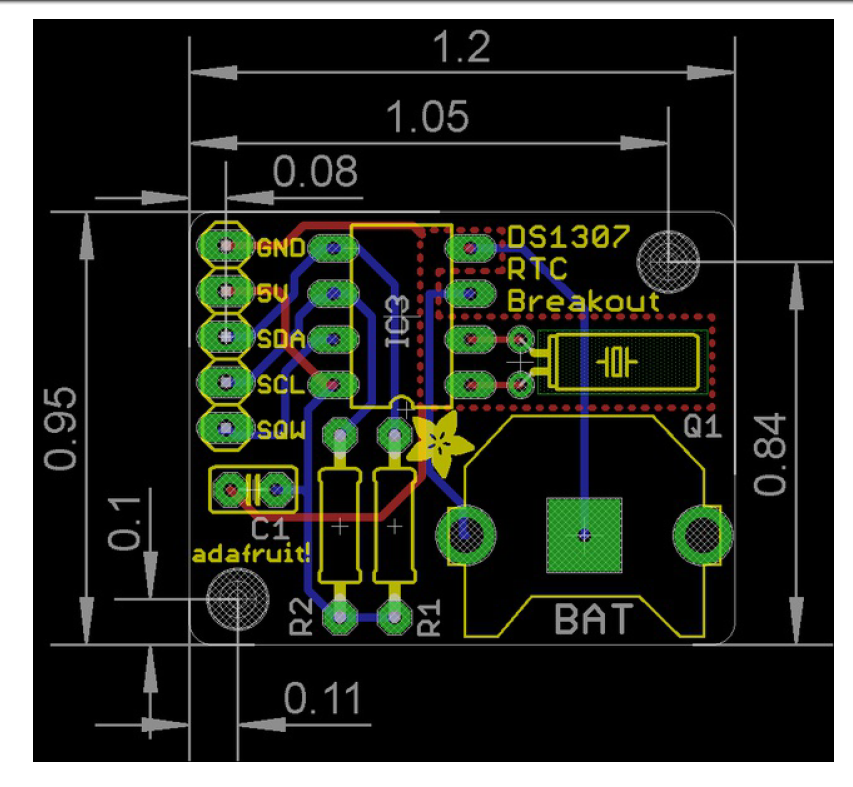 1.2
1.05
0.08
GND
5V
SDA
SCL
SQW
IC3
DS1307
RTC
Breakout
Q1
0.95
0.84
0.1
C1
adafruit!
R2
R1
BAT
0.11